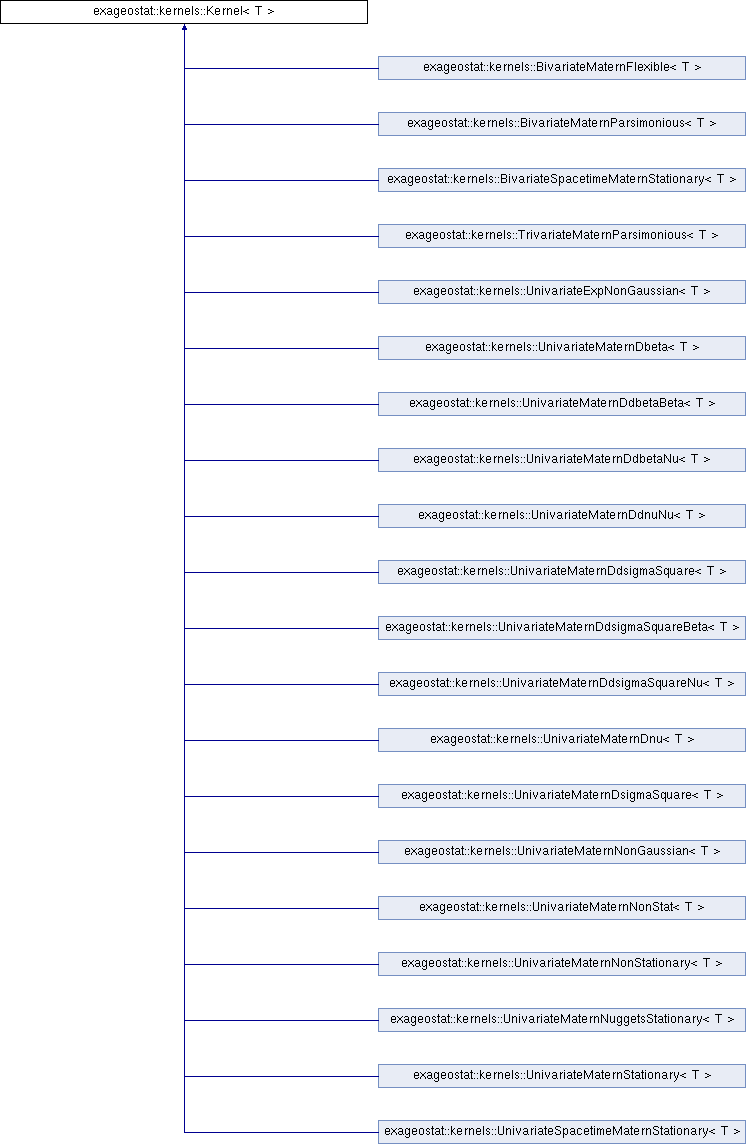 exageostat::kernels::Kernel< T >
exageostat::kernels::BivariateMaternFlexible< T >
exageostat::kernels::BivariateMaternParsimonious< T >
exageostat::kernels::BivariateSpacetimeMaternStationary< T >
exageostat::kernels::TrivariateMaternParsimonious< T >
exageostat::kernels::UnivariateExpNonGaussian< T >
exageostat::kernels::UnivariateMaternDbeta< T >
exageostat::kernels::UnivariateMaternDdbetaBeta< T >
exageostat::kernels::UnivariateMaternDdbetaNu< T >
exageostat::kernels::UnivariateMaternDdnuNu< T >
exageostat::kernels::UnivariateMaternDdsigmaSquare< T >
exageostat::kernels::UnivariateMaternDdsigmaSquareBeta< T >
exageostat::kernels::UnivariateMaternDdsigmaSquareNu< T >
exageostat::kernels::UnivariateMaternDnu< T >
exageostat::kernels::UnivariateMaternDsigmaSquare< T >
exageostat::kernels::UnivariateMaternNonGaussian< T >
exageostat::kernels::UnivariateMaternNonStat< T >
exageostat::kernels::UnivariateMaternNonStationary< T >
exageostat::kernels::UnivariateMaternNuggetsStationary< T >
exageostat::kernels::UnivariateMaternStationary< T >
exageostat::kernels::UnivariateSpacetimeMaternStationary< T >